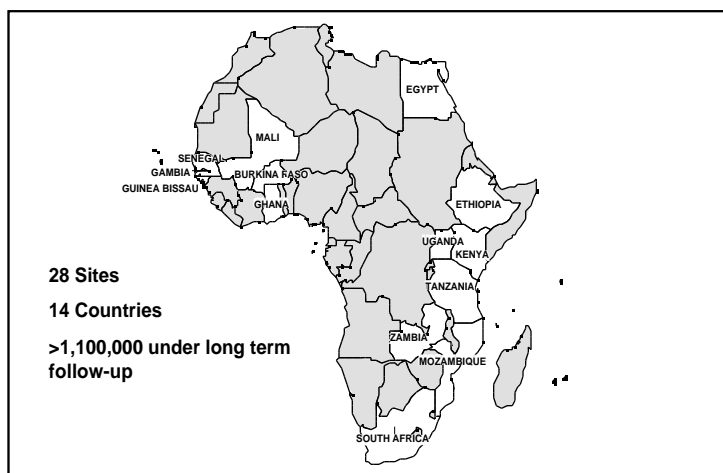 EGYPT
MALI
SENEGAL
GAMBIA
BURKINA FASO
GUINEA BISSAU
GHANA
ETHIOPIA
UGANDA
KENYA
TANZANIA
ZAMBIA
MOZAMBIQUE
SOUTH AFRICA
28 Sites
14 Countries
>1,100,000 under long term
follow-up